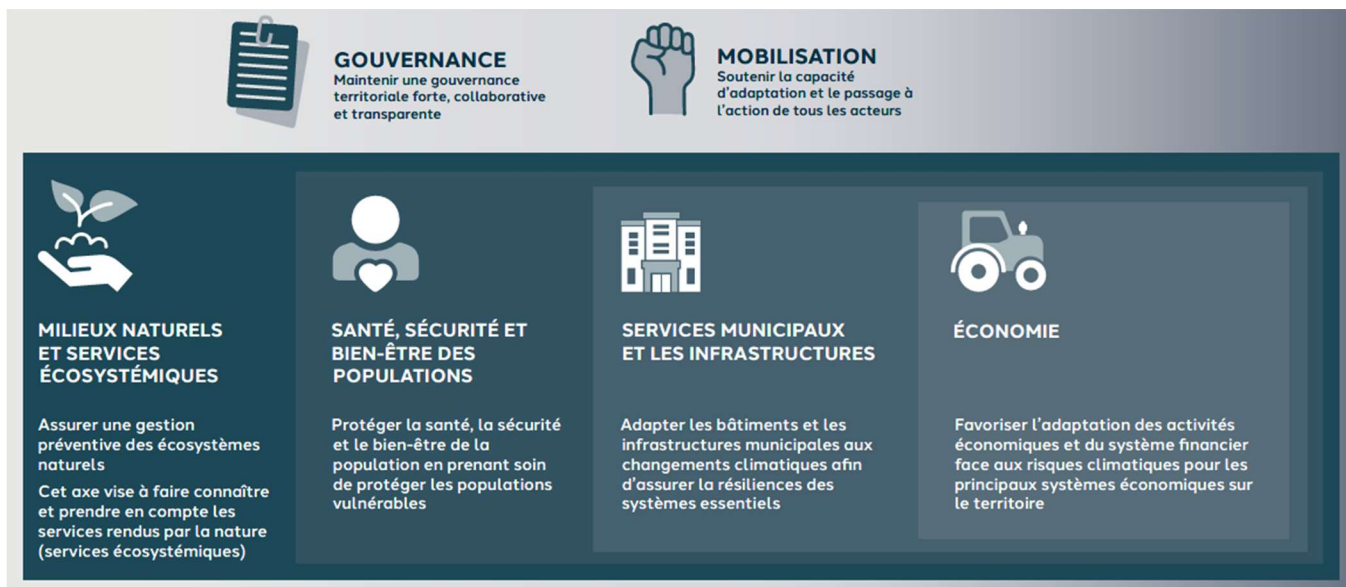 GOUVERNANCE
Maintenir une gouvernance
territoriale forte, collaborative
et transparente
MOBILISATION
Soutenir la capacité
d'adaptation et le passage à
l'action de tous les acteurs
MILIEUX NATURELS
ET SERVICES
ÉCOSYSTÉMIQUES
Assurer une gestion
préventive des écosystèmes
naturels
Cet axe vise à faire connaître
et prendre en compte les
services rendus par la nature
(services écosystémiques)
SANTÉ, SÉCURITÉ ET
BIEN-ÊTRE DES
POPULATIONS
Protéger la santé, la sécurité
et le bien-être de la
population en prenant soin
de protéger les populations
vulnérables
SERVICES MUNICIPAUX
ET LES INFRASTRUCTURES
Adapter les bâtiments et les
infrastructures municipales aux
changements climatiques afin
d'assurer la résiliences des
systèmes essentiels
ÉCONOMIE
Favoriser l'adaptation des activités
économiques et du système financier
face aux risques climatiques pour les
principaux systèmes économiques sur
le territoire